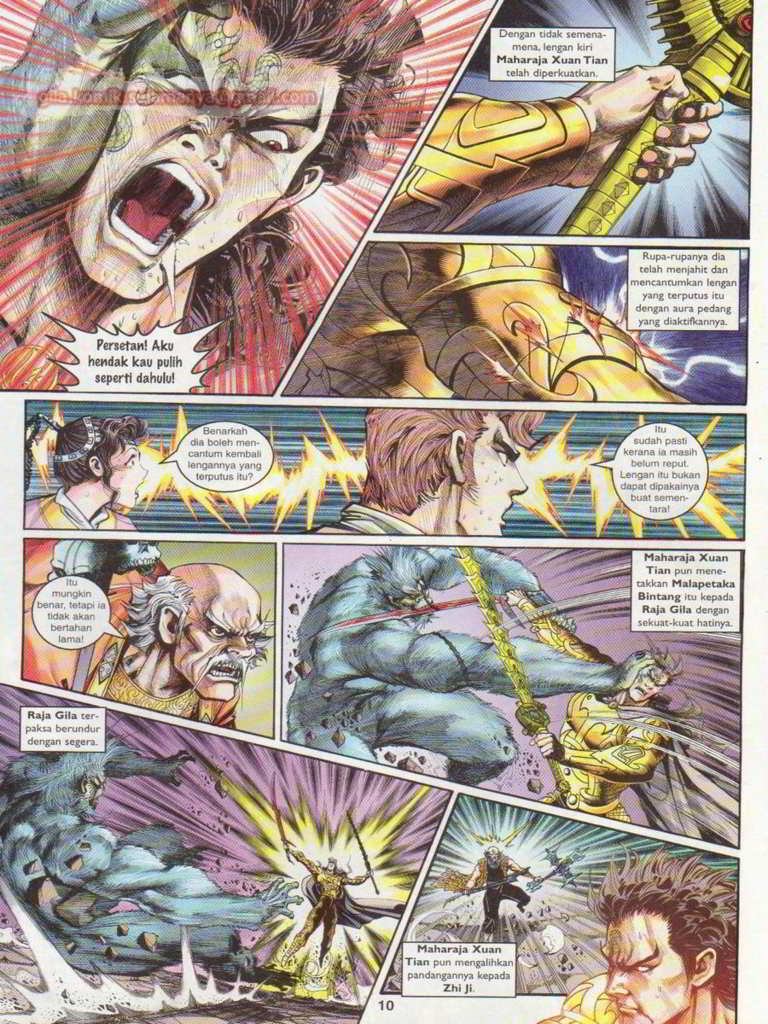 Dengan tidak semena-
mena, lengan kiri
Maharaja Xuan Tian
telah diperkuatkan.
Rupa-rupanya dia
telah menjahit dan
mencantumkan lengan
yang terputus itu
dengan aura pedang
yang diaktifkannya.
Persetan! Aku
hendak kau pulih
seperti dahulu!
Benarkah
dia boleh men-
cantum kembali
lengannya yang
terputus itu?
Itu
sudah pasti
kerana ia masih
belum reput.
Lengan itu bukan
dapat dipakainya
buat semen-
tara!
Itu
mungkin
benar, tetapi ia
tidak akan
bertahan
lama!
Maharaja Xuan
Tian pun mene-
takkan Malapetaka
Bintang itu kepada
Raja Gila dengan
sekuat-kuat hatinya.
Raja Gila ter-
paksa berundur
dengan segera.
Maharaja Xuan
Tian pun mengalihkan
pandangannya kepada
Zhi Ji.
10